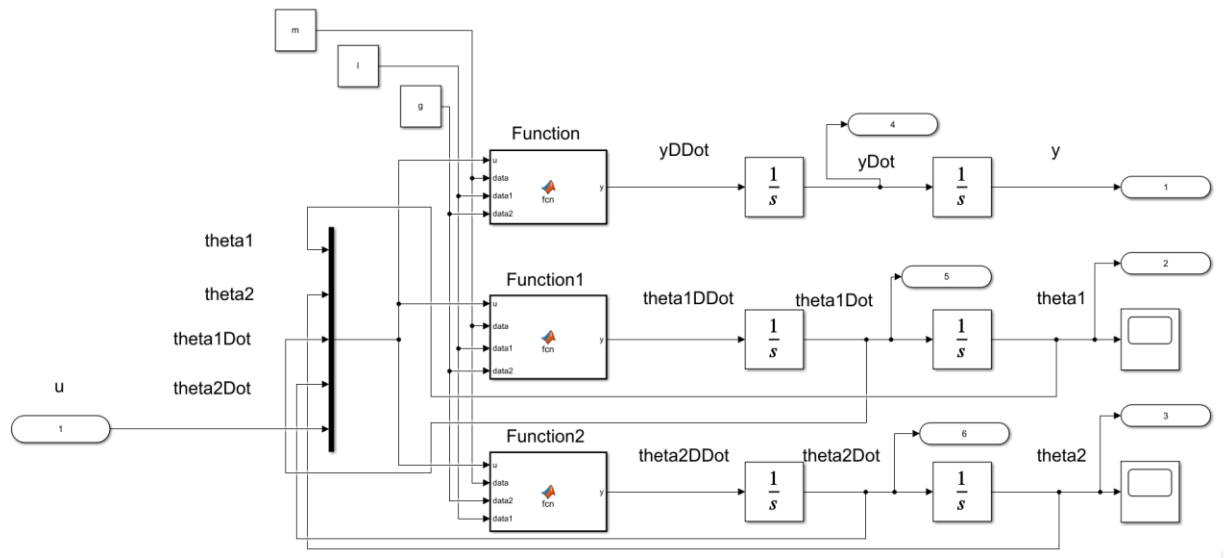 m
l
g
Function
u
data
data1
data2
fcn
y
yDDot
1
s
yDot
4
1
s
y
1
theta1
theta2
theta1Dot
theta2Dot
u
1
Function1
u
data
data1
data2
fcn
y
theta1DDot
1
s
theta1Dot
5
1
s
theta1
2
Function2
u
data
data2
data1
fcn
y
theta2DDot
1
s
theta2Dot
6
1
s
theta2
3